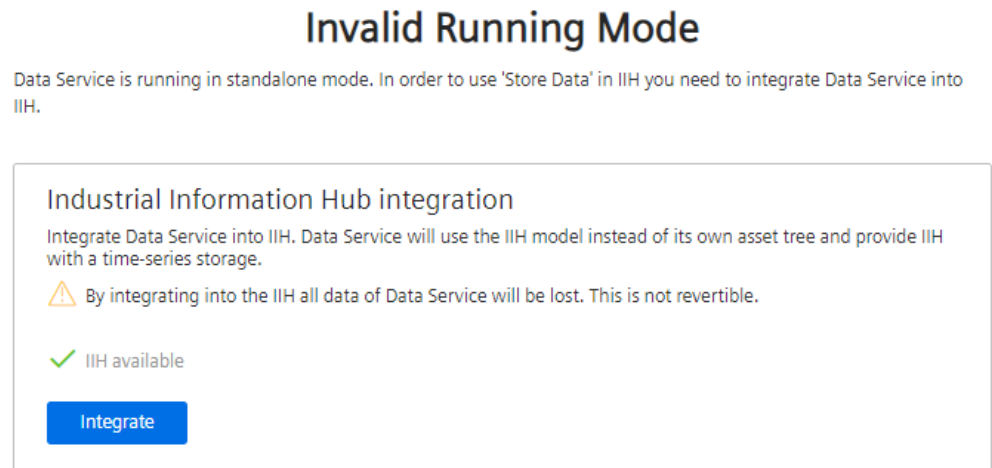 Invalid Running Mode
Data Service is running in standalone mode. In order to use 'Store Data' in IIH you need to integrate Data Service into
IIH.
Industrial Information Hub integration
Integrate Data Service into IIH. Data Service will use the IIH model instead of its own asset tree and provide IIH
with a time-series storage.
By integrating into the IIH all data of Data Service will be lost. This is not revertible.
IIH available
Integrate